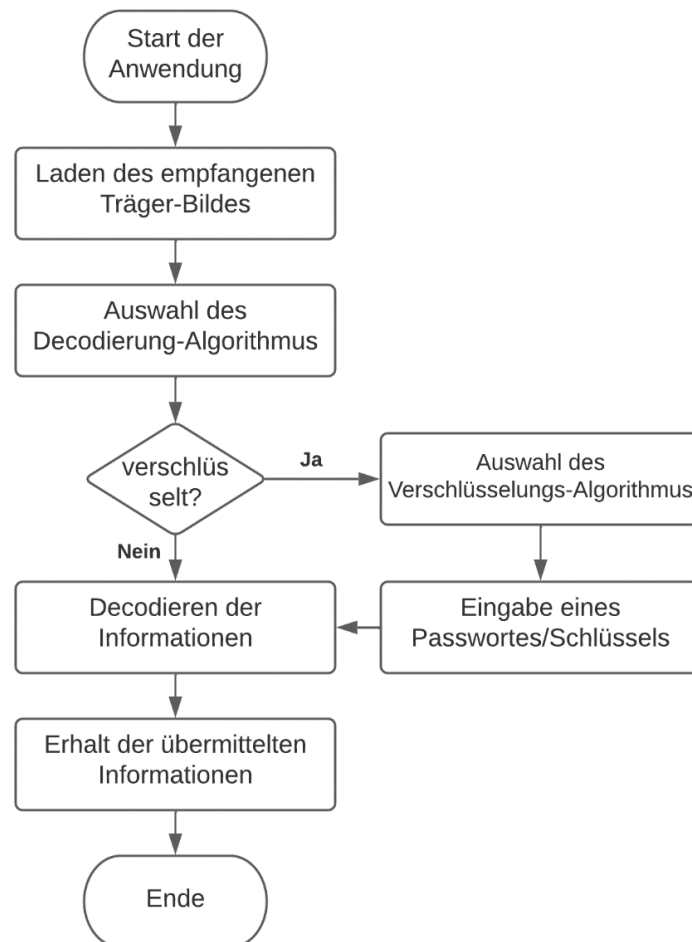 Start der
Anwendung
Laden des empfangenen
Träger-Bildes
Auswahl des
Decodierung-Algorithmus
verschlüs
selt?
Ja
Auswahl des
Verschlüsselungs-Algorithmus
Nein
Decodieren der
Informationen
Eingabe eines
Passwortes/Schlüssels
Erhalt der übermittelten
Informationen
Ende